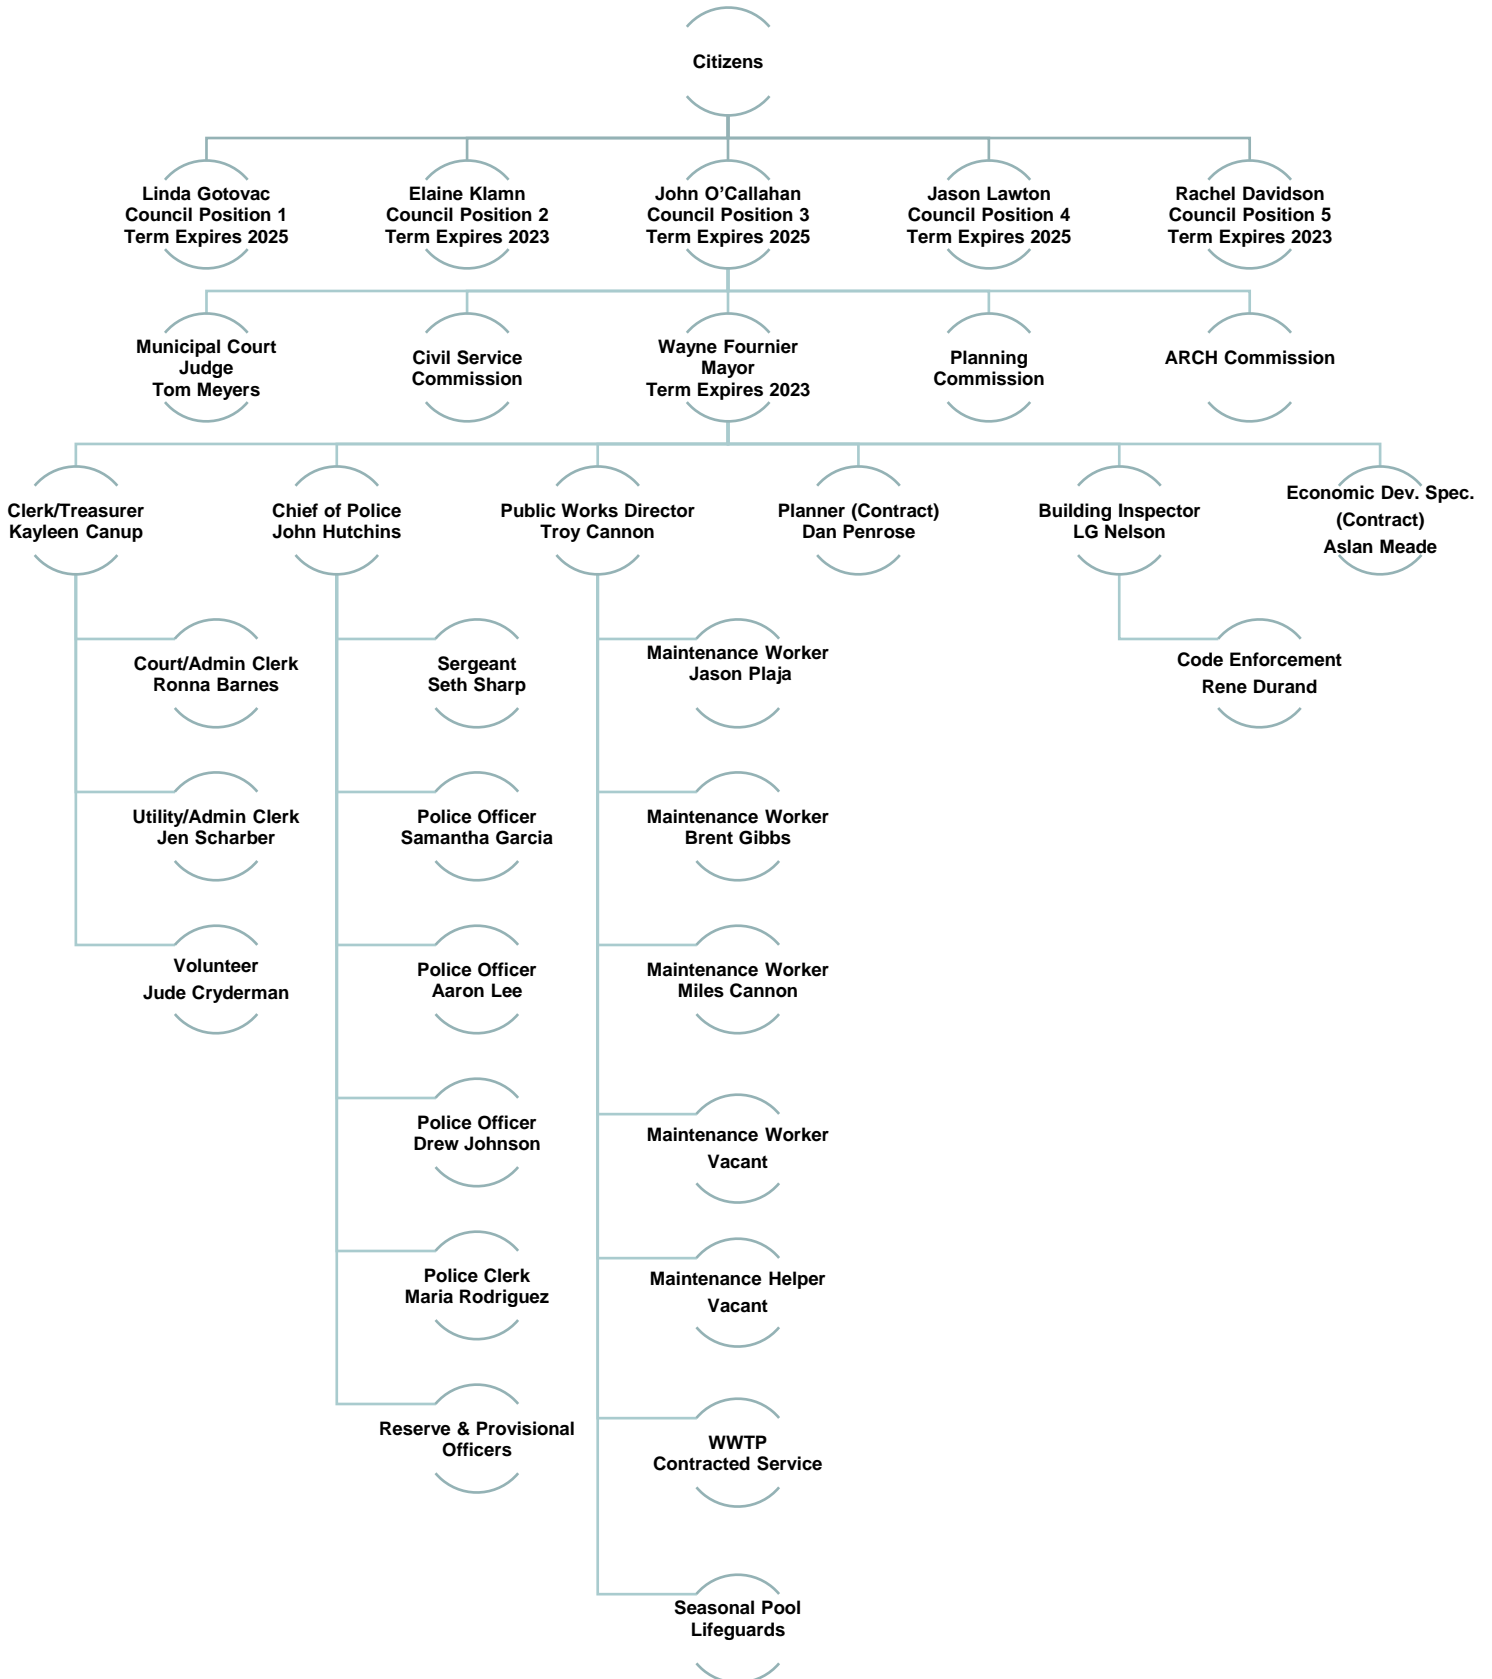 Citizens
Linda Gotovac
Council Position 1
Term Expires 2025
Elaine Klamn
Council Position 2
Term Expires 2023
John O’Callahan
Council Position 3
Term Expires 2025
Jason Lawton
Council Position 4
Term Expires 2025
Rachel Davidson
Council Position 5
Term Expires 2023
Municipal Court
Judge
Tom Meyers
Civil Service
Commission
Wayne Fournier
Mayor
Term Expires 2023
Planning
Commission
ARCH Commission
Clerk/Treasurer
Kayleen Canup
Chief of Police
John Hutchins
Public Works Director
Troy Cannon
Planner (Contract)
Dan Penrose
Building Inspector
LG Nelson
Economic Dev. Spec.
(Contract)
Aslan Meade
Court/Admin Clerk
Ronna Barnes
Sergeant
Seth Sharp
Maintenance Worker
Jason Plaja
Code Enforcement
Rene Durand
Utility/Admin Clerk
Jen Scharber
Police Officer
Samantha Garcia
Maintenance Worker
Brent Gibbs
Volunteer
Jude Cryderman
Police Officer
Aaron Lee
Maintenance Worker
Miles Cannon
Police Officer
Drew Johnson
Maintenance Worker
Vacant
Police Clerk
Maria Rodriguez
Maintenance Helper
Vacant
Reserve & Provisional
Officers
WWTP
Contracted Service
Seasonal Pool
Lifeguards